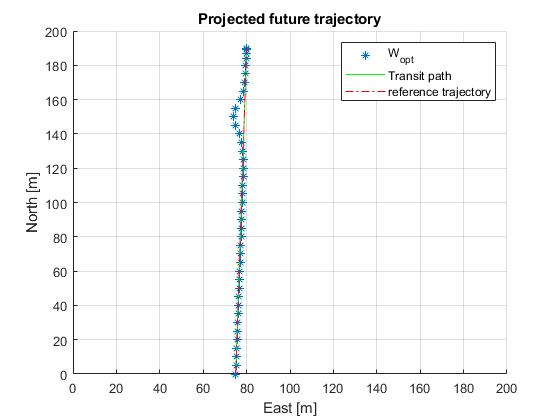 Projected future trajectory
W_opt
Transit path
reference trajectory
North [m]
200
180
160
140
120
100
80
60
40
20
0
0 20 40 60 80 100 120 140 160 180 200
East [m]